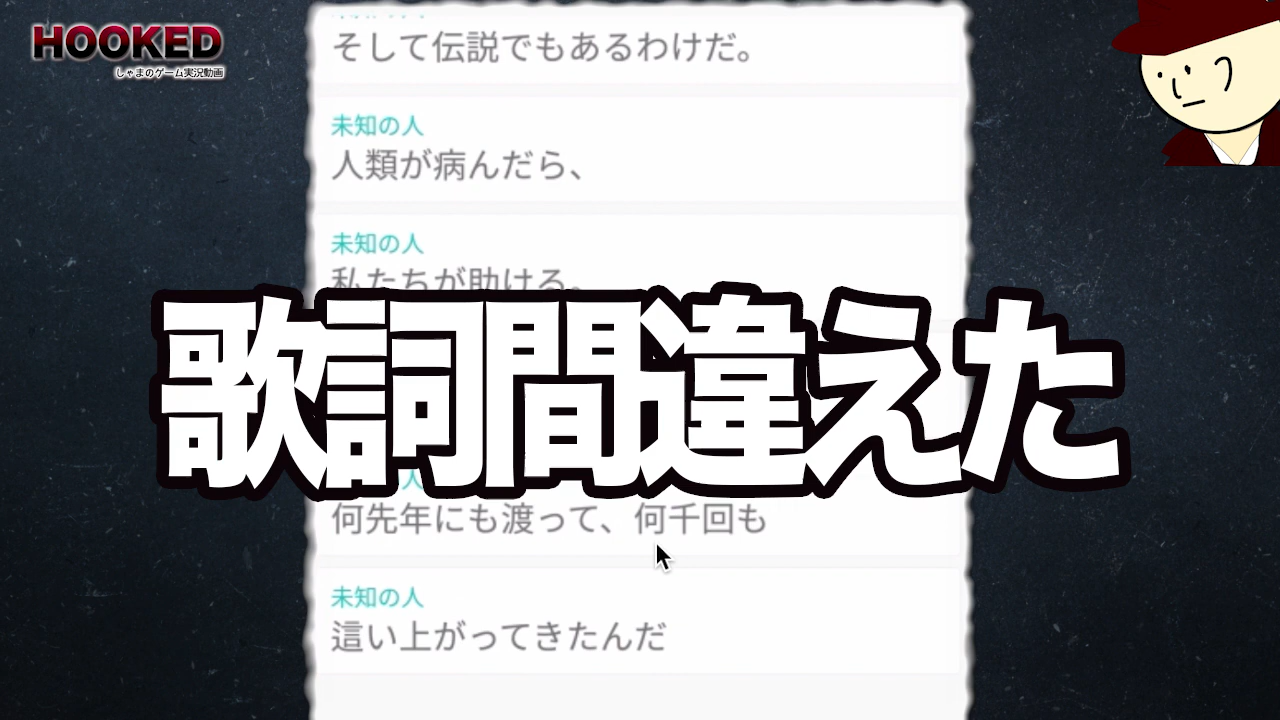 HOOKED
しゃまのゲーム実況動画
そして伝説でもあるわけだ。
未知の人
人類が病んだら、
未知の人
私たちが助ける。
歌詞間違えた
人
何先年にも渡って、何千回も
未知の人
這い上がってきたんだ